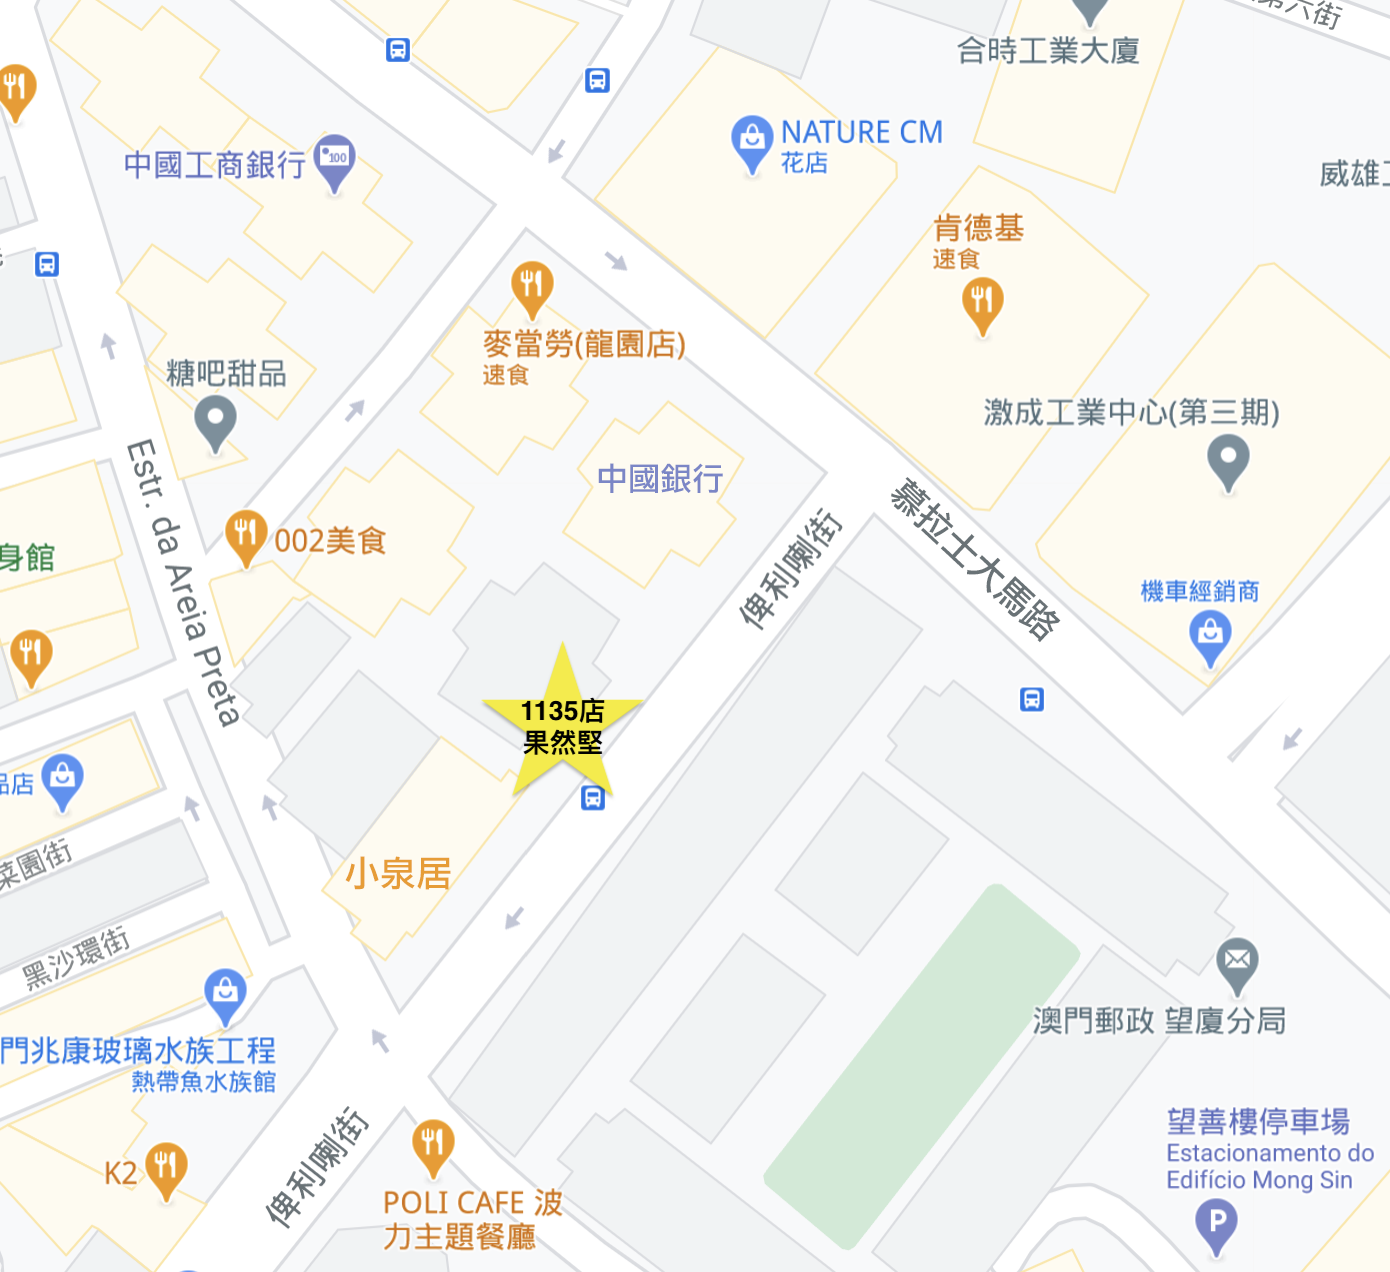 第六街
合時工業大廈
NATURE CM
花店
中國工商銀行
100
威雄
肯德基
速食
麥當勞(龍園店)
速食
糖吧甜品
激成工業中心(第三期)
Estr. da Areia Preta
中國銀行
慕拉士大馬路
俾利喇街
002美食
身館
機車經銷商
1135店
果然堅
品店
菜園街
小泉居
黑沙環街
澳門郵政 望廈分局
門兆康玻璃水族工程
熱帶魚水族館
俾利喇街
K2
POLI CAFE 波
力主題餐廳
望善樓停車場
Estacionamento do
Edifício Mong Sin
P